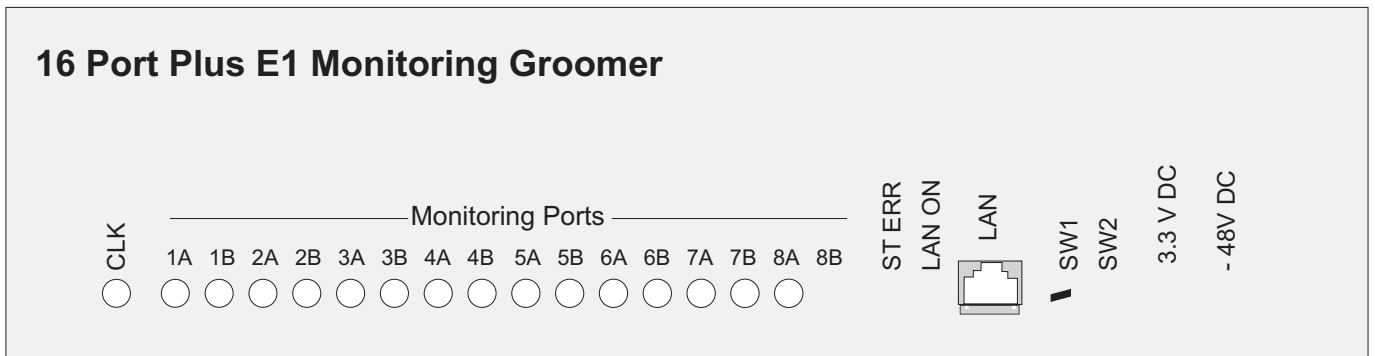 16 Port Plus E1 Monitoring Groomer
Monitoring Ports
CLK
1A 1B 2A 2B 3A 3B 4A 4B 5A 5B 6A 6B 7A 7B 8A 8B
ST ERR
LAN ON
LAN
SW1
SW2
3.3 V DC
- 48V DC